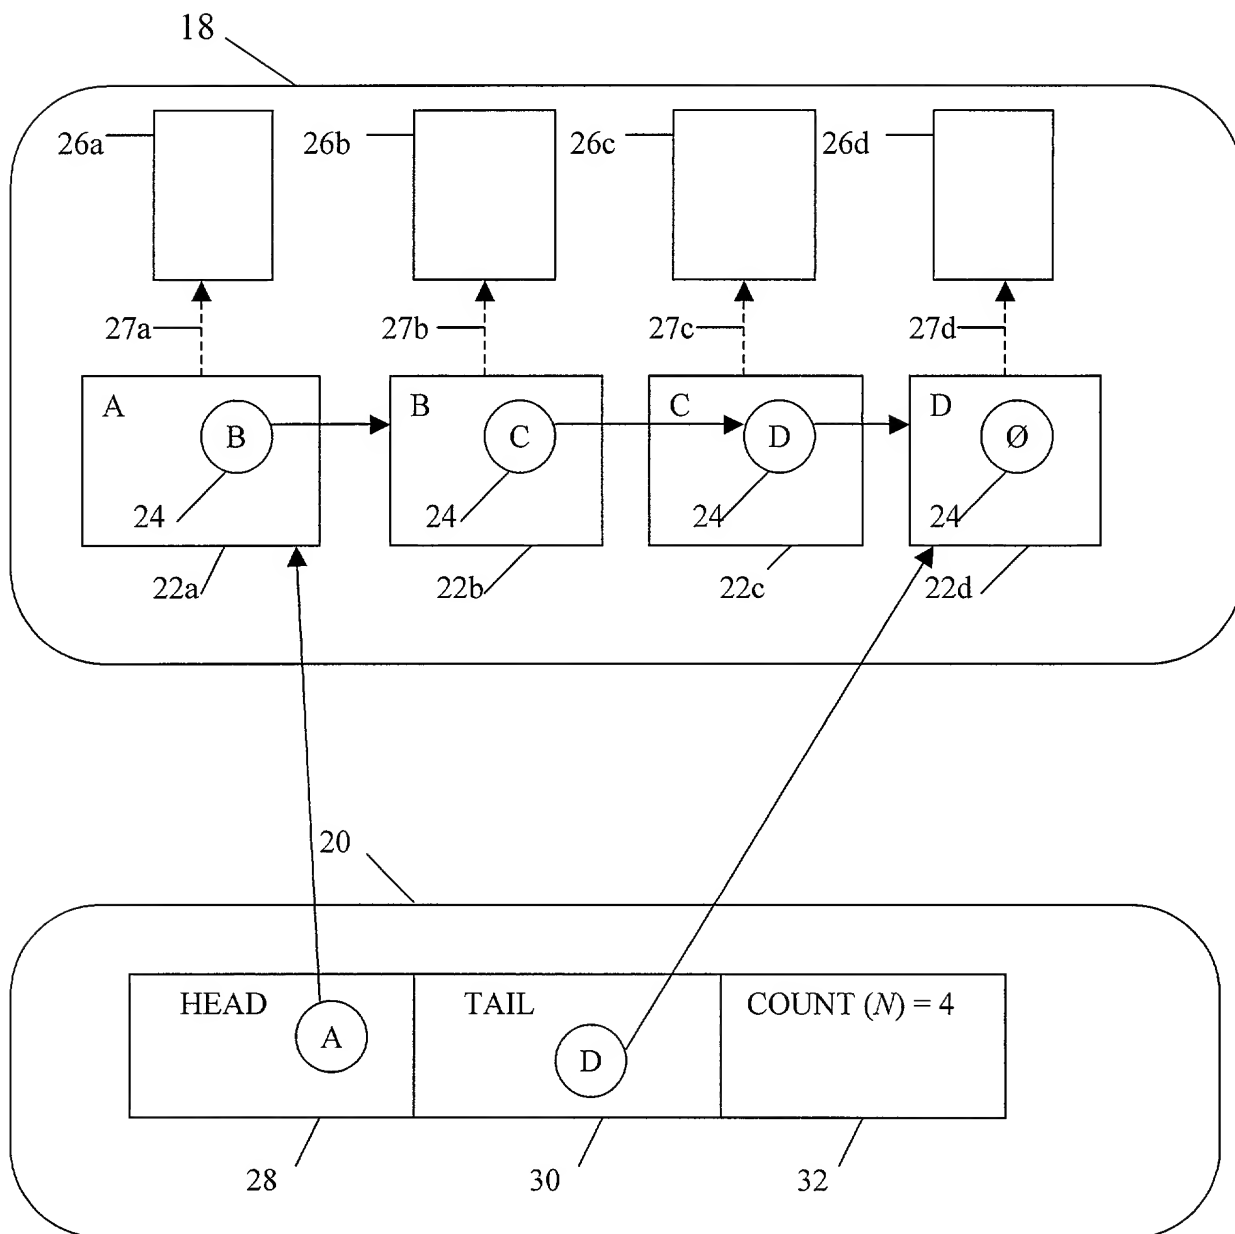 18
26a 26b 26c 26d
27a 27b 27c 27d
A B B C C D D Ø
24 24 24 24
22a 22b 22c 22d
20
HEAD TAIL COUNT (N) = 4
A D
28 30 32